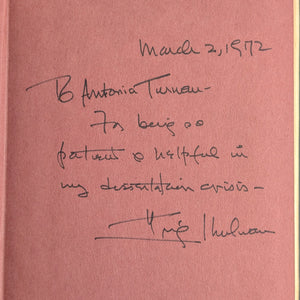 March 2, 1972
To Antonia Turman-
For being so
patient & helpful in
my dissertation crisis-